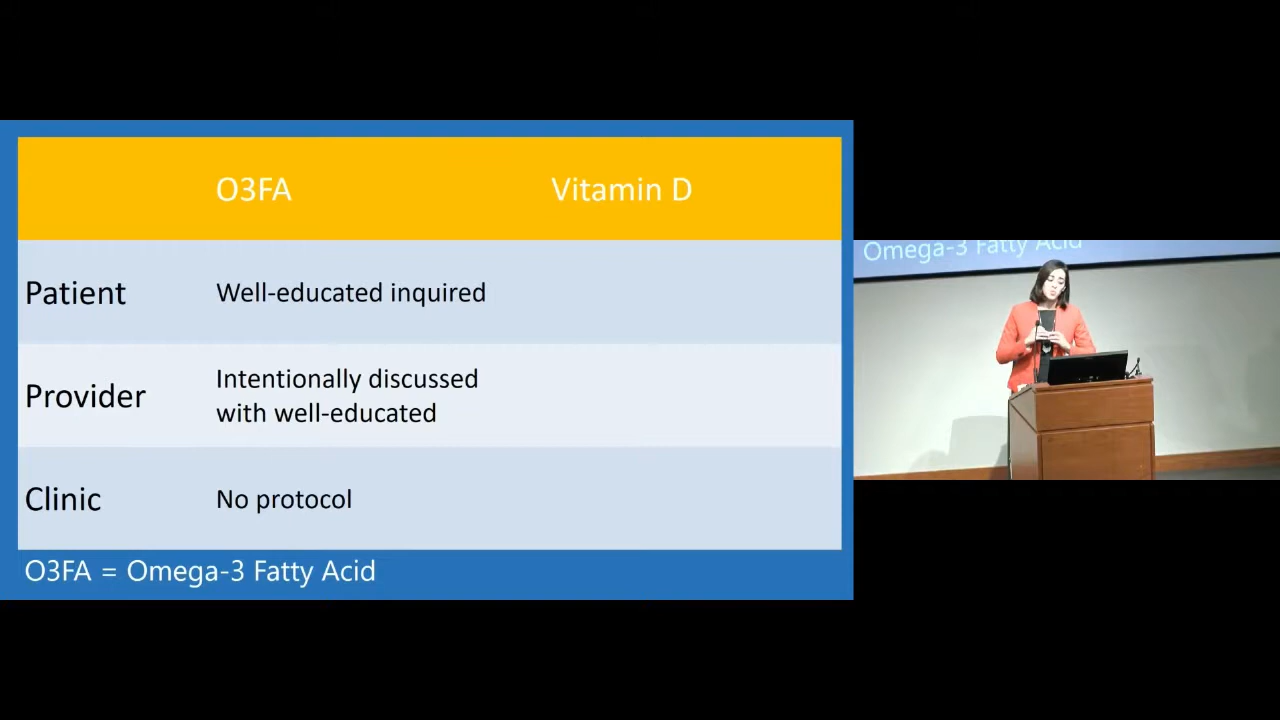 O3FA Vitamin D
Patient Well-educated inquired
Provider Intentionally discussed
with well-educated
Clinic No protocol
O3FA = Omega-3 Fatty Acid
Omega-3 Fatty Acid